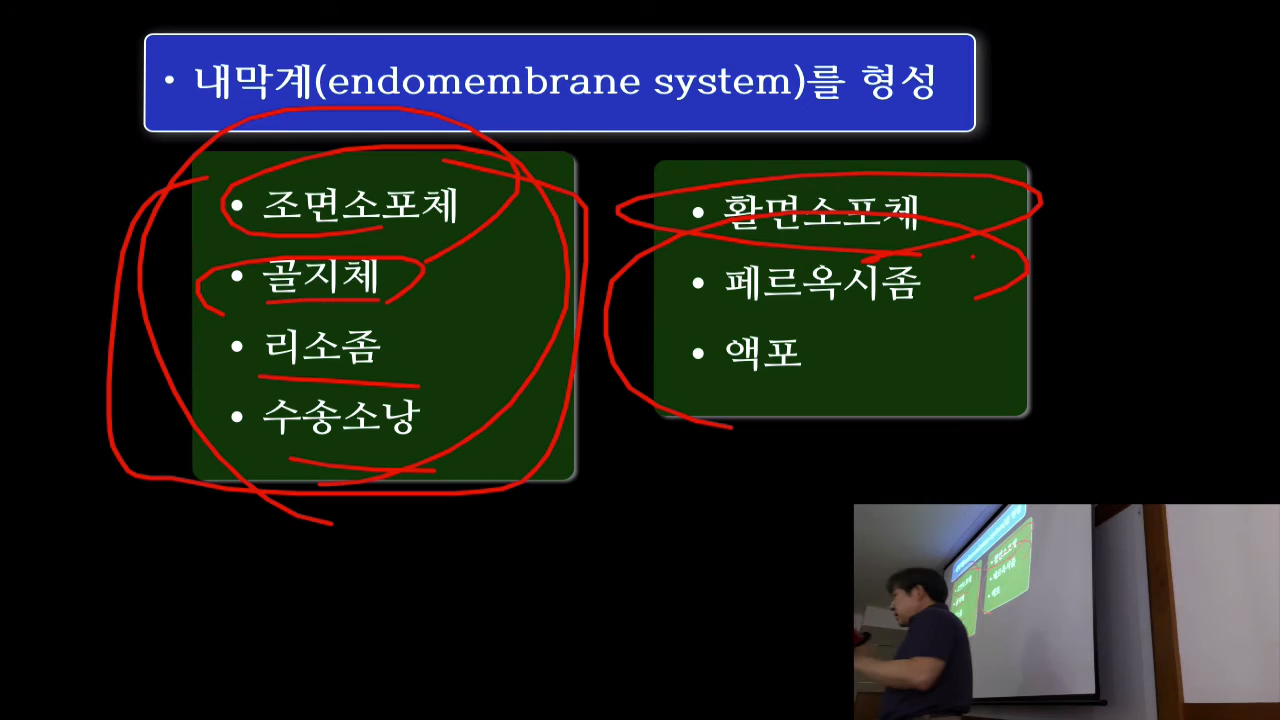 • 내막계(endomembrane system)를 형성
• 조면소포체
• 골지체
• 리소좀
• 수송소낭
• 활면소포체
• 페르옥시좀
• 액포